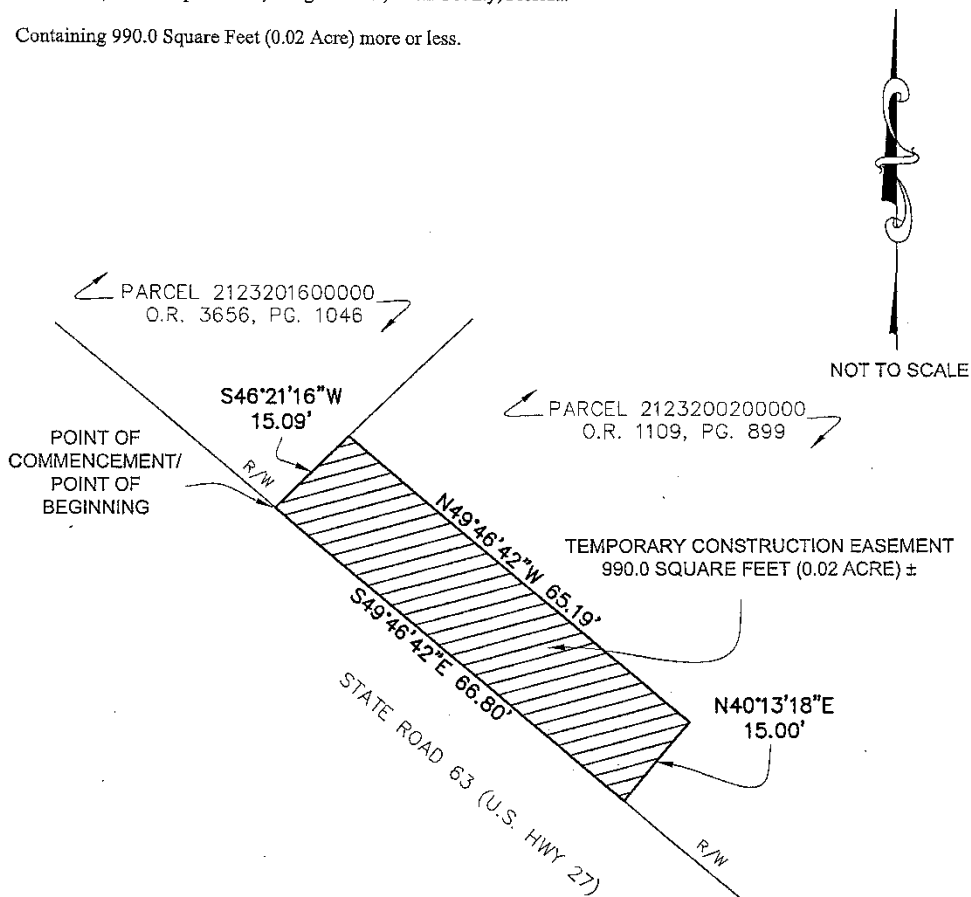 Containing 990.0 Square Feet (0.02 Acre) more or less.
NOT TO SCALE
PARCEL 2123201600000
O.R. 3656, PG. 1046
S46°21'16"W
15.09'
PARCEL 2123200200000
O.R. 1109, PG. 899
POINT OF
COMMENCEMENT/
POINT OF
BEGINNING
R/W
N49°46'42"W 65.19'
TEMPORARY CONSTRUCTION EASEMENT
990.0 SQUARE FEET (0.02 ACRE) ±
S49°46'42"E 66.80'
N40°13'18"E
15.00'
STATE ROAD 63 (U.S. HWY 27)
R/W